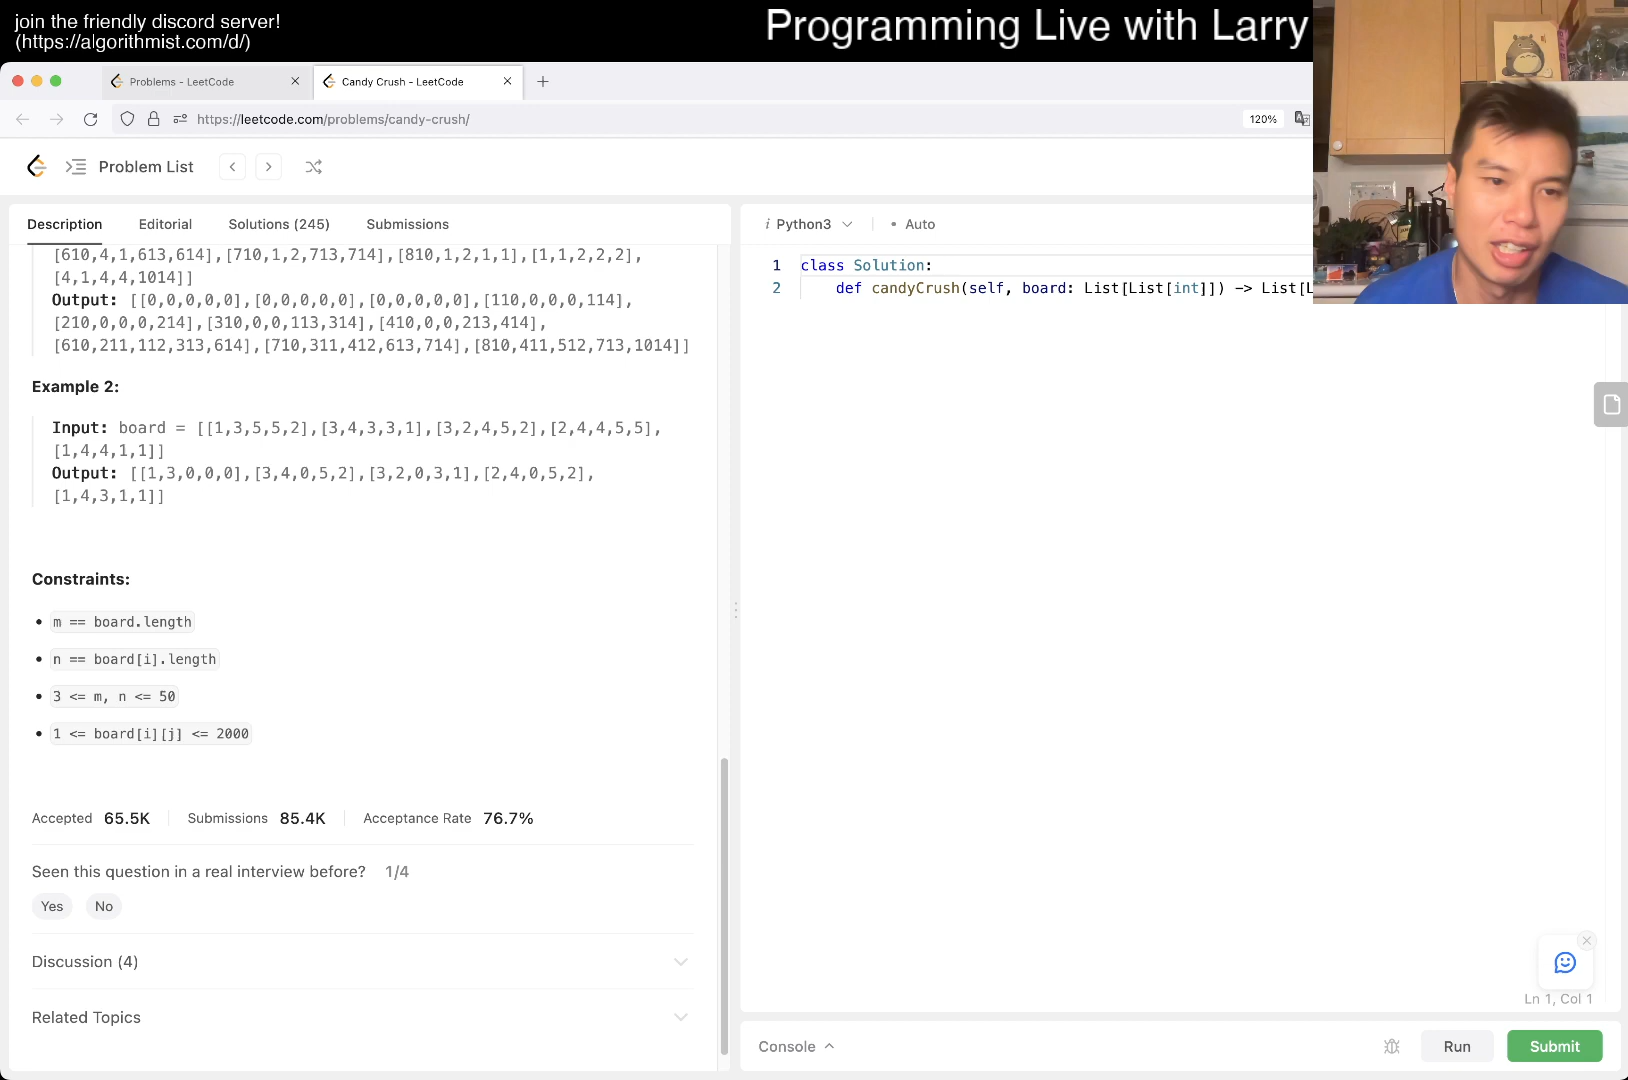 join the friendly discord server!
(https://algorithmist.com/d/)
Programming Live with Larry
Problems - LeetCode
Candy Crush - LeetCode
https://leetcode.com/problems/candy-crush/
120%
Problem List
Description
Editorial
Solutions (245)
Submissions
[610,4,1,613,614],[710,1,2,713,714],[810,1,2,1,1],[1,1,2,2,2],
[4,1,4,4,1014]]
Output: [[0,0,0,0,0],[0,0,0,0,0],[0,0,0,0,0],[110,0,0,0,114],
[210,0,0,0,214],[310,0,0,113,314],[410,0,0,213,414],
[610,211,112,313,614],[710,311,412,613,714],[810,411,512,713,1014]]
Example 2:
Input: board = [[1,3,5,5,2],[3,4,3,3,1],[3,2,4,5,2],[2,4,4,5,5],
[1,4,4,1,1]]
Output: [[1,3,0,0,0],[3,4,0,5,2],[3,2,0,3,1],[2,4,0,5,2],
[1,4,3,1,1]]
Constraints:
• m == board.length
• n == board[i].length
• 3 <= m, n <= 50
• 1 <= board[i][j] <= 2000
Accepted 65.5K
Submissions 85.4K
Acceptance Rate 76.7%
Seen this question in a real interview before? 1/4
Yes
No
Discussion (4)
Related Topics
i Python3
• Auto
1 class Solution:
2 def candyCrush(self, board: List[List[int]]) -> List[L
Ln 1, Col 1
Console
Run
Submit